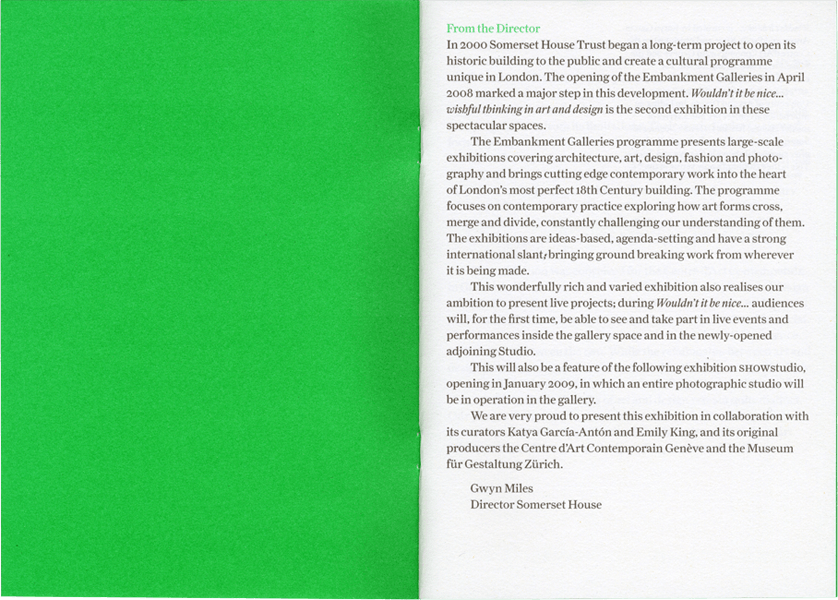 From the Director
In 2000 Somerset House Trust began a long-term project to open its
historic building to the public and create a cultural programme
unique in London. The opening of the Embankment Galleries in April
2008 marked a major step in this development. Wouldn't it be nice...
wishful thinking in art and design is the second exhibition in these
spectacular spaces.
The Embankment Galleries programme presents large-scale
exhibitions covering architecture, art, design, fashion and photo-
graphy and brings cutting edge contemporary work into the heart
of London's most perfect 18th Century building. The programme
focuses on contemporary practice exploring how art forms cross,
merge and divide, constantly challenging our understanding of them.
The exhibitions are ideas-based, agenda-setting and have a strong
international slant, bringing ground breaking work from wherever
it is being made.
This wonderfully rich and varied exhibition also realises our
ambition to present live projects; during Wouldn't it be nice... audiences
will, for the first time, be able to see and take part in live events and
performances inside the gallery space and in the newly-opened
adjoining Studio.
This will also be a feature of the following exhibition SHOWstudio,
opening in January 2009, in which an entire photographic studio will
be in operation in the gallery.
We are very proud to present this exhibition in collaboration with
its curators Katya García-Antón and Emily King, and its original
producers the Centre d'Art Contemporain Genève and the Museum
für Gestaltung Zürich.
Gwyn Miles
Director Somerset House